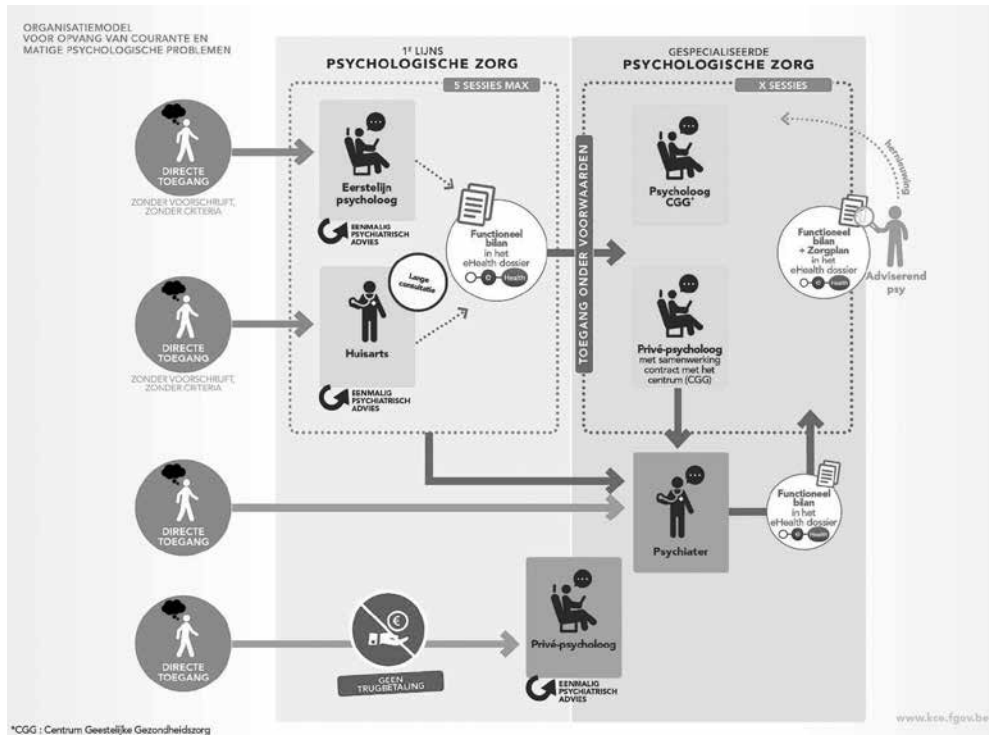 ORGANISATIEMODEL
VOOR OPVANG VAN COURANTE EN
MATIGE PSYCHOLOGISCHE PROBLEMEN
1E LIJNS
PSYCHOLOGISCHE ZORG
5 SESSIES MAX
GESPECIALISEERDE
PSYCHOLOGISCHE ZORG
X SESSIES
DIRECTE
TOEGANG
ZONDER VOORSCHRIFT,
ZONDER CRITERIA
Eerstelijn
psycholoog
EENMALIG
PSYCHIATRISCH
ADVIES
Functioneel
bilan
in het
eHealth dossier
Health
Lange
consultatie
DIRECTE
TOEGANG
ZONDER VOORSCHRIFT,
ZONDER CRITERIA
Huisarts
EENMALIG
PSYCHIATRISCH
ADVIES
TOEGANG ONDER VOORWAARDEN
Psycholoog
CGG*
Privé-psycholoog
met samenwerking
contract met het
centrum (CGG)
hernieuwing
Functioneel
bilan
+ Zorgplan
in het
eHealth dossier
Health
Adviserend
psy
DIRECTE
TOEGANG
Psychiater
Functioneel
bilan
in het
eHealth dossier
Health
DIRECTE
TOEGANG
€
GEEN
TRUGBETALING
Privé-psycholoog
EENMALIG
PSYCHIATRISCH
ADVIES
*CGG : Centrum Geestelijke Gezondheidszorg
www.kce.fgov.be